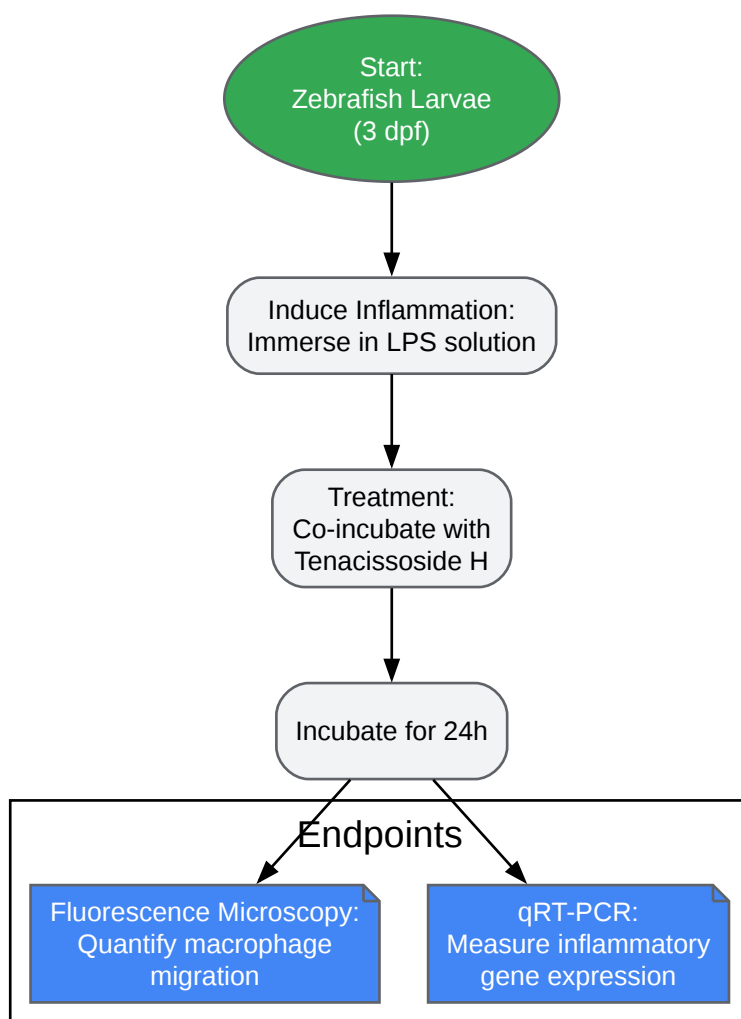 Start:
Zebrafish Larvae
(3 dpf)
Induce Inflammation:
Immerse in LPS solution
Treatment:
Co-incubate with
Tenacissoside H
Incubate for 24h
Endpoints
Fluorescence Microscopy:
Quantify macrophage
migration
qRT-PCR:
Measure inflammatory
gene expression